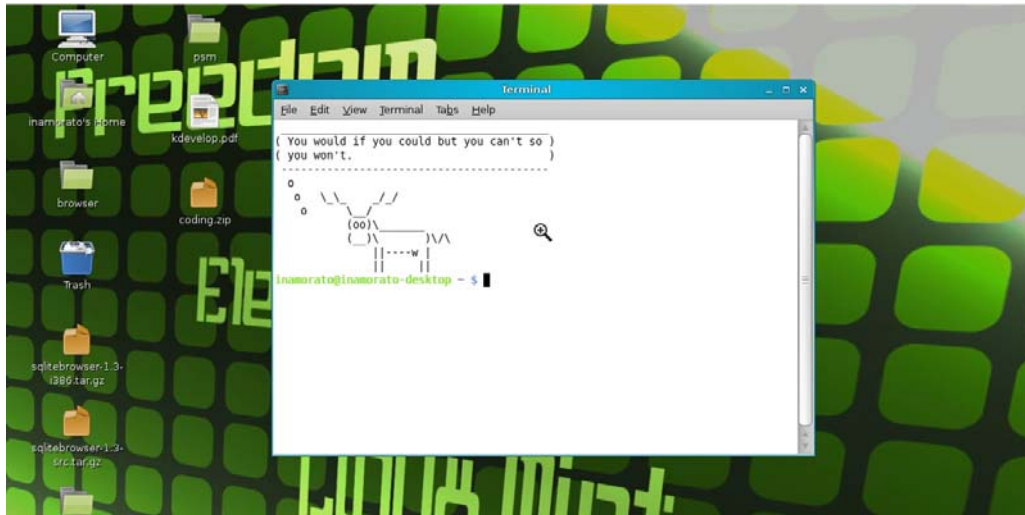 Computer
psm
Freedom
inamorato's Home
kdevelop.pdf
browser
coding.zip
Trash
Ele
sqlitebrowser-1.3-
i386.tar.gz
sqlitebrowser-1.3-
src.tar.gz
Linux Mint
Terminal
File Edit View Terminal Tabs Help
( You would if you could but you can't so )
( you won't. )
inamorato@inamorato-desktop ~ $